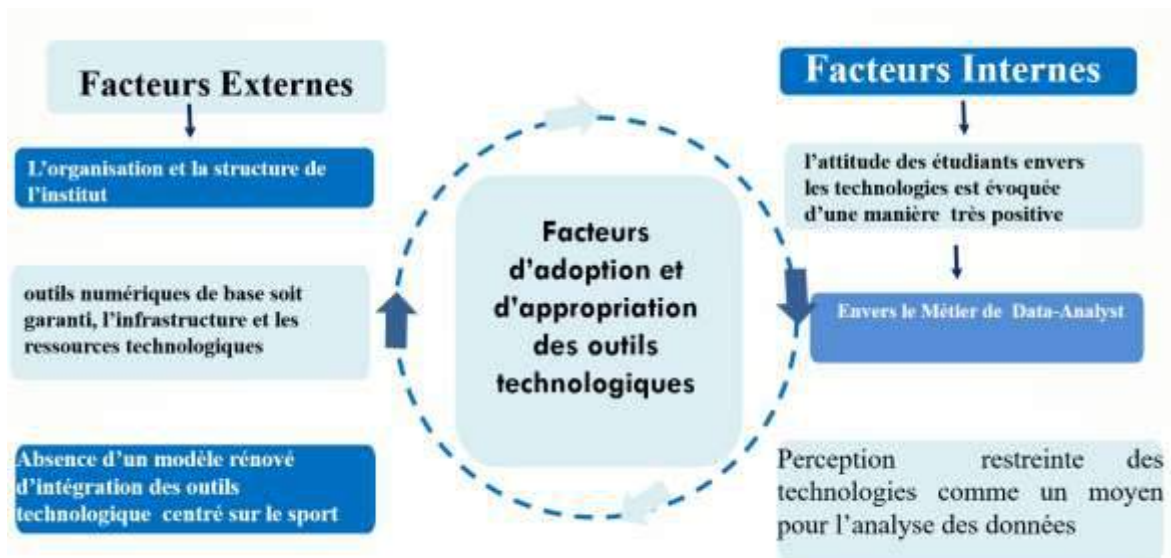 Facteurs Externes
L'organisation et la structure de
l'institut
outils numériques de base soit
garanti, l'infrastructure et les
ressources technologiques
Absence d'un modèle rénové
d'intégration des outils
technologique centré sur le sport
Facteurs
d'adoption et
d'appropriation
des outils
technologiques
Facteurs Internes
l'attitude des étudiants envers
les technologies est évoquée
d'une manière très positive
Envers le Métier de Data-Analyst
Perception restreinte des
technologies comme un moyen
pour l'analyse des données